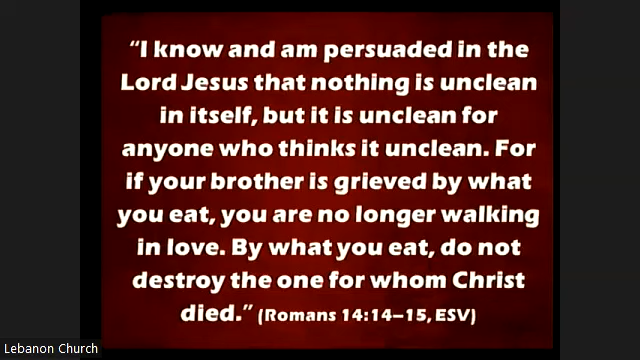 “I know and am persuaded in the
Lord Jesus that nothing is unclean
in itself, but it is unclean for
anyone who thinks it unclean. For
if your brother is grieved by what
you eat, you are no longer walking
in love. By what you eat, do not
destroy the one for whom Christ
died.” (Romans 14:14–15, ESV)
Lebanon Church